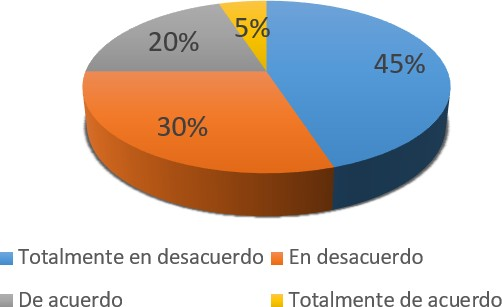 5%
20%
45%
30%
Totalmente en desacuerdo En desacuerdo
De acuerdo Totalmente de acuerdo